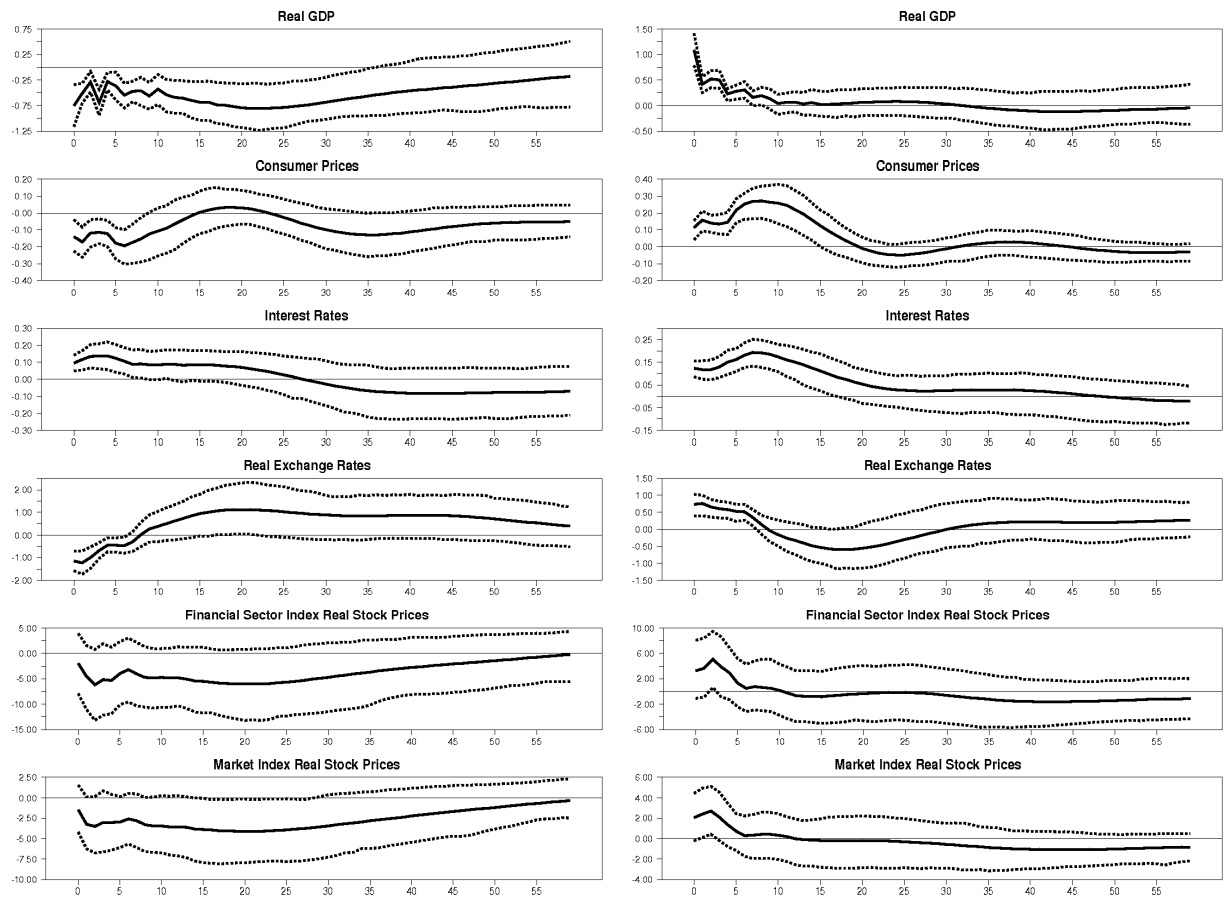 Real GDP
0.75
0.25
-0.25
-0.75
-1.25
0 5 10 15 20 25 30 35 40 45 50 55
Real GDP
1.50
1.00
0.50
0.00
-0.50
0 5 10 15 20 25 30 35 40 45 50 55
Consumer Prices
0.20
0.10
-0.00
-0.10
-0.20
-0.30
-0.40
0 5 10 15 20 25 30 35 40 45 50 55
Consumer Prices
0.40
0.30
0.20
0.10
0.00
-0.10
-0.20
0 5 10 15 20 25 30 35 40 45 50 55
Interest Rates
0.30
0.20
0.10
0.00
-0.10
-0.20
-0.30
0 5 10 15 20 25 30 35 40 45 50 55
Interest Rates
0.25
0.15
0.05
-0.05
-0.15
0 5 10 15 20 25 30 35 40 45 50 55
Real Exchange Rates
2.00
1.00
0.00
-1.00
-2.00
0 5 10 15 20 25 30 35 40 45 50 55
Real Exchange Rates
1.50
1.00
0.50
0.00
-0.50
-1.00
-1.50
0 5 10 15 20 25 30 35 40 45 50 55
Financial Sector Index Real Stock Prices
5.00
0.00
-5.00
-10.00
-15.00
0 5 10 15 20 25 30 35 40 45 50 55
Financial Sector Index Real Stock Prices
10.00
6.00
2.00
-2.00
-6.00
0 5 10 15 20 25 30 35 40 45 50 55
Market Index Real Stock Prices
2.50
0.00
-2.50
-5.00
-7.50
-10.00
0 5 10 15 20 25 30 35 40 45 50 55
Market Index Real Stock Prices
6.00
4.00
2.00
0.00
-2.00
-4.00
0 5 10 15 20 25 30 35 40 45 50 55